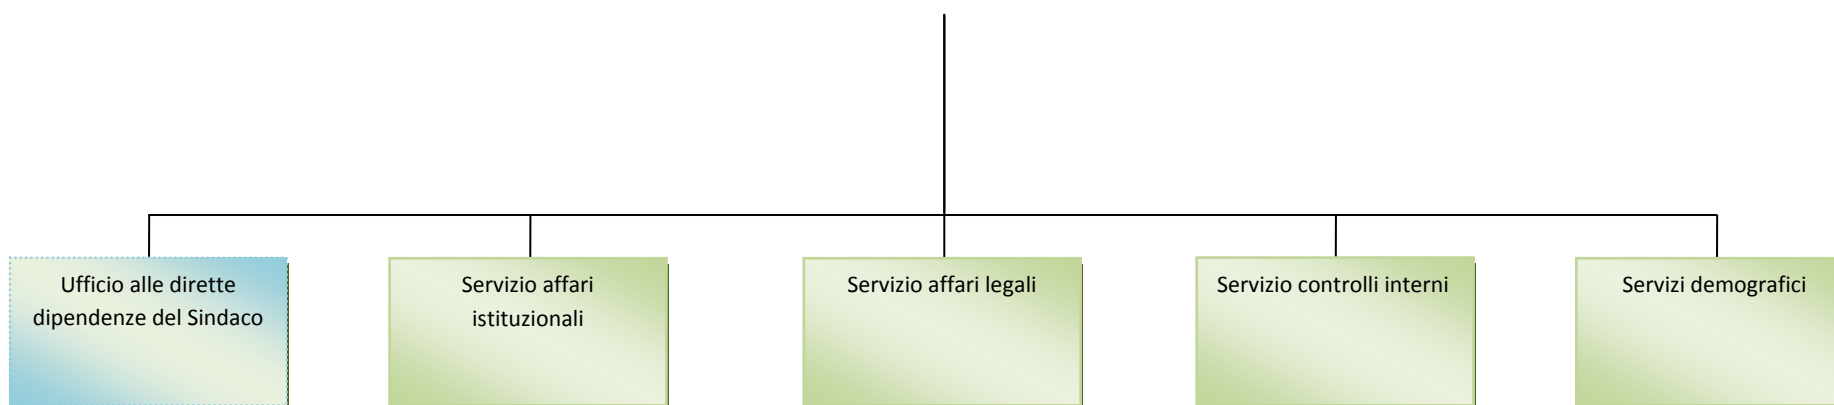 Ufficio alle dirette
dipendenze del Sindaco
Servizio affari
istituzionali
Servizio affari legali
Servizio controlli interni
Servizi demografici